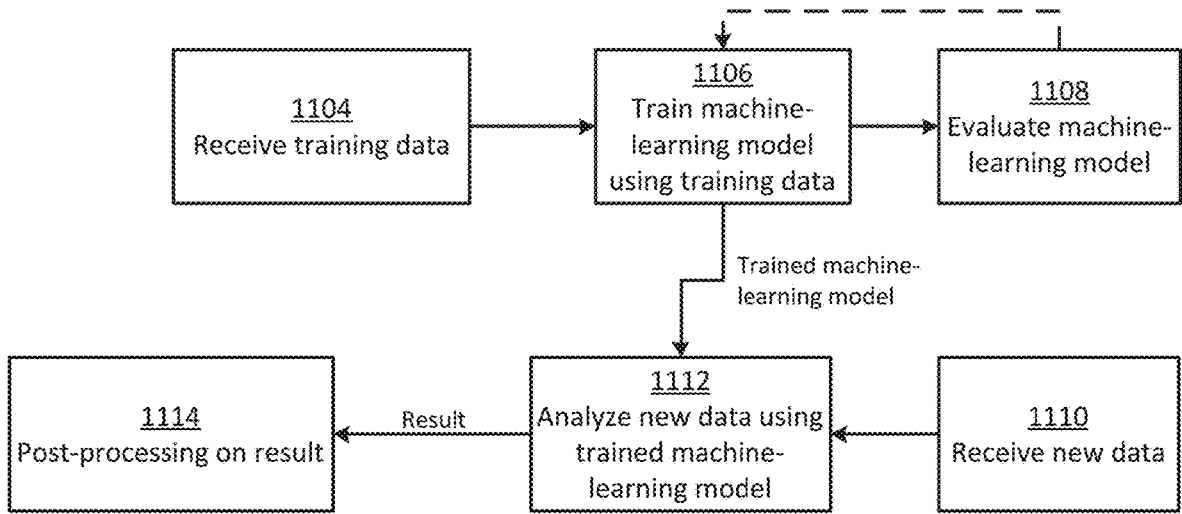 1104
Receive training data
1106
Train machine-
learning model
using training data
1108
Evaluate machine-
learning model
Trained machine-
learning model
1114
Post-processing on result
Result
1112
Analyze new data using
trained machine-
learning model
1110
Receive new data